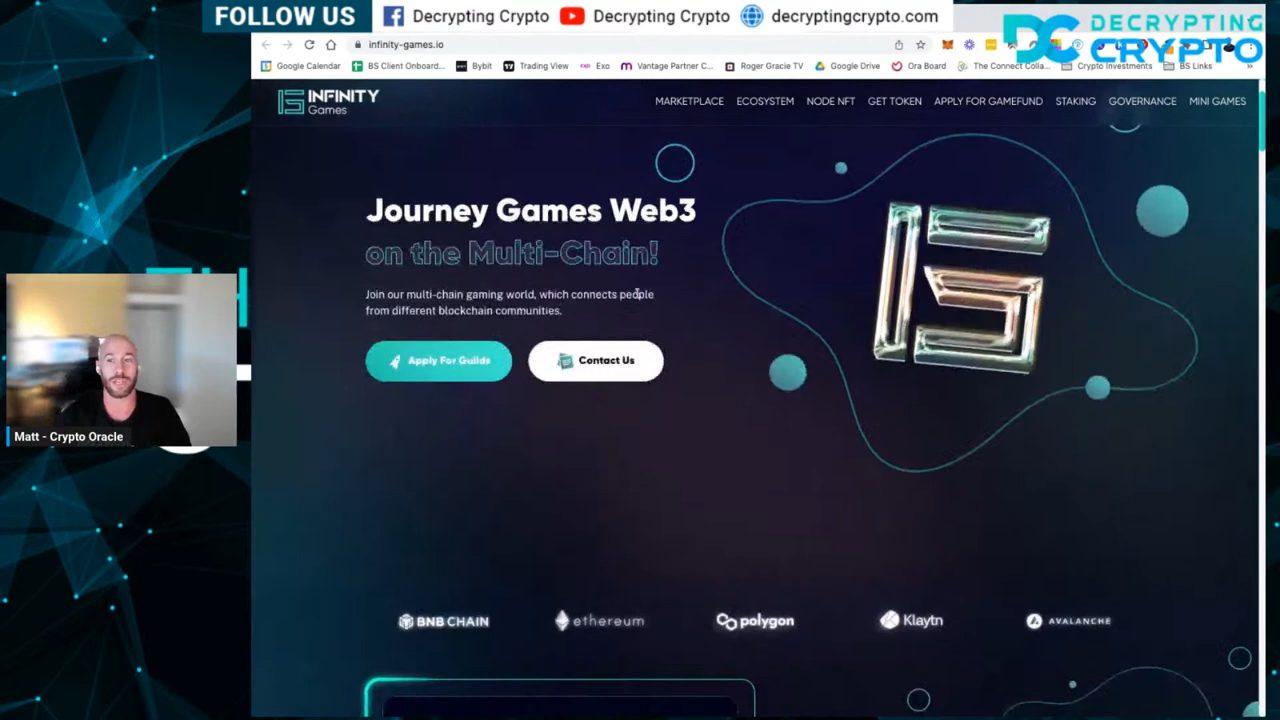 FOLLOW US
Decrypting Crypto
Decrypting Crypto
decryptingcrypto.com
DC DECRYPTING
CRYPTO
infinity-games.io
Google Calendar
BS Client Onboard...
Bybit
Trading View
exp Exo
Vantage Partner C...
Roger Gracie TV
Google Drive
Ora Board
The Connect Colla...
Crypto Investments
BS Links
»
INFINITY
Games
MARKETPLACE
ECOSYSTEM
NODE NFT
GET TOKEN
APPLY FOR GAMEFUND
STAKING
GOVERNANCE
MINI GAMES
Journey Games Web3
on the Multi-Chain!
Join our multi-chain gaming world, which connects people
from different blockchain communities.
Apply For Guilds
Contact Us
Matt - Crypto Oracle
BNB CHAIN
ethereum
polygon
Klaytn
AVALANCHE